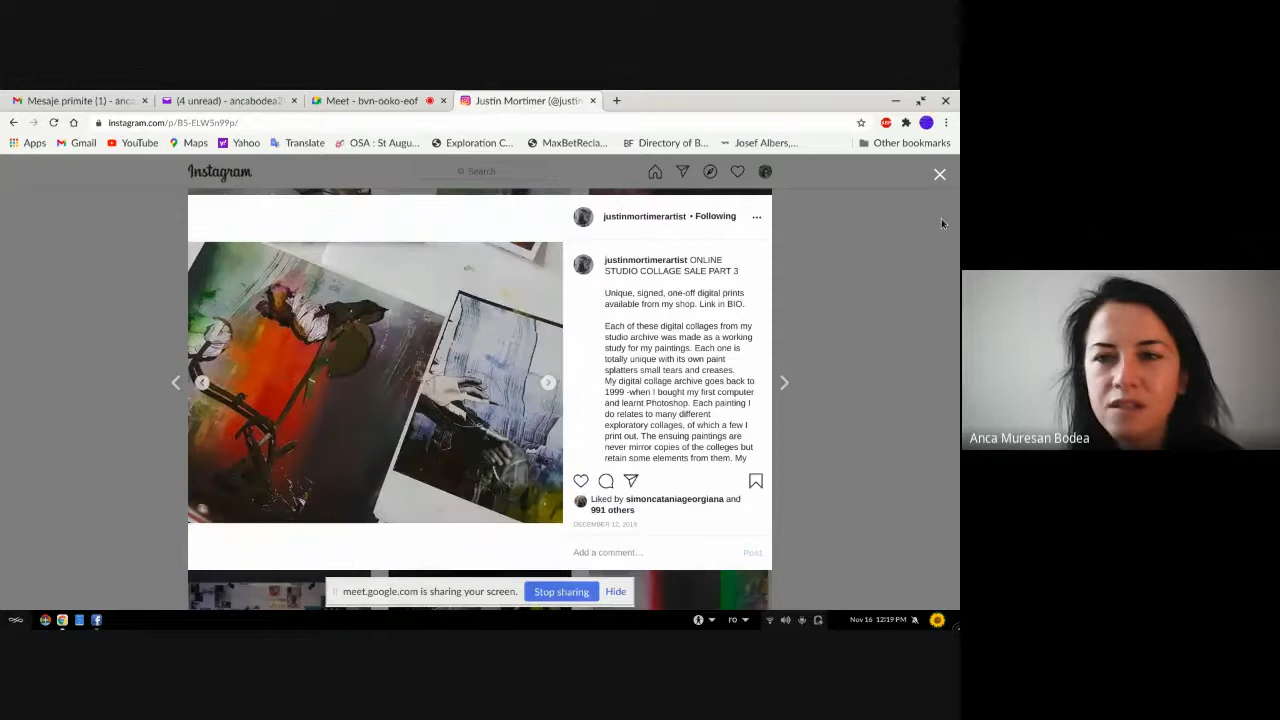 Mesaje primite (1) - anca
(4 unread) - ancabodea2
Meet - bvn-ooko-eof
Justin Mortimer (@justin
instagram.com/p/B5-ELW5n99p/
ABP
Apps
Gmail
YouTube
Maps
Yahoo
Translate
OSA : St Augu...
Exploration C...
MaxBetRecla...
BF Directory of B...
Josef Albers,...
Other bookmarks
Instagram
Search
justinmortimerartist • Following
justinmortimerartist ONLINE
STUDIO COLLAGE SALE PART 3
Unique, signed, one-off digital prints
available from my shop. Link in BIO.
Each of these digital collages from my
studio archive was made as a working
study for my paintings. Each one is
totally unique with its own paint
splatters small tears and creases.
My digital collage archive goes back to
1999 -when I bought my first computer
and learnt Photoshop. Each painting I
do relates to many different
exploratory collages, of which a few I
print out. The ensuing paintings are
never mirror copies of the colleges but
retain some elements from them. My
Liked by simoncataniageorgiana and
991 others
DECEMBER 12, 2019
Add a comment...
Post
meet.google.com is sharing your screen.
Stop sharing
Hide
ro
Nov 16 12:19 PM
Anca Muresan Bodea